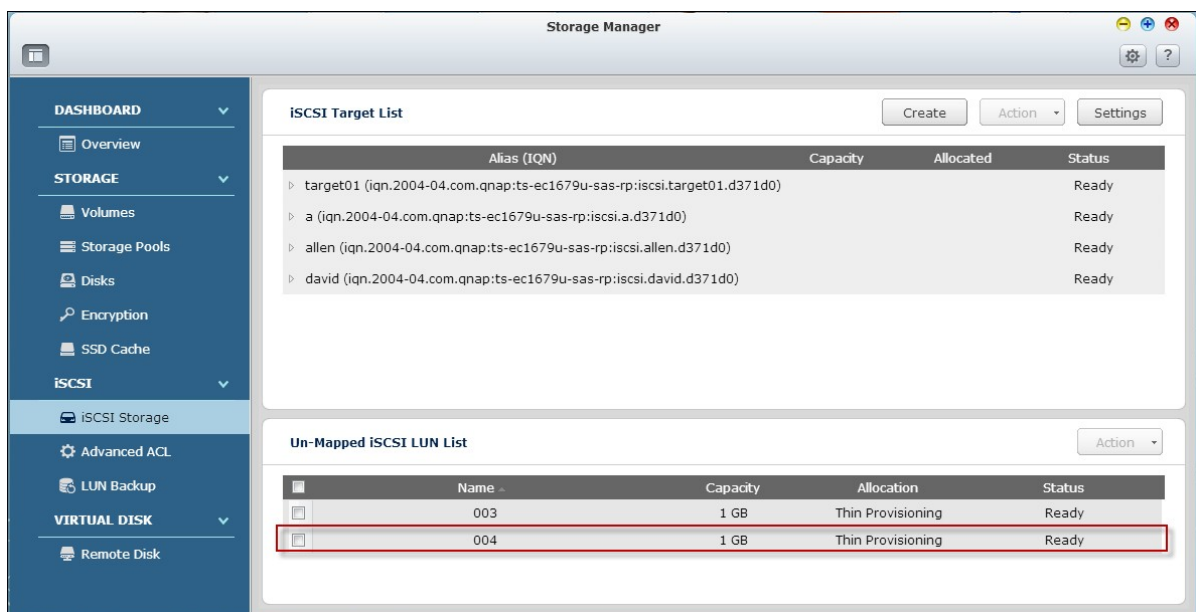 Storage Manager
?
DASHBOARD
Overview
STORAGE
Volumes
Storage Pools
Disks
Encryption
SSD Cache
iSCSI
iSCSI Storage
Advanced ACL
LUN Backup
VIRTUAL DISK
Remote Disk
iSCSI Target List
Create Action Settings
Alias (IQN) Capacity Allocated Status
target01 (iqn.2004-04.com.qnap:ts-ec1679u-sas-rp:iscsi.target01.d371d0) Ready
a (iqn.2004-04.com.qnap:ts-ec1679u-sas-rp:iscsi.a.d371d0) Ready
allen (iqn.2004-04.com.qnap:ts-ec1679u-sas-rp:iscsi.allen.d371d0) Ready
david (iqn.2004-04.com.qnap:ts-ec1679u-sas-rp:iscsi.david.d371d0) Ready
Un-Mapped iSCSI LUN List
Action
Name Capacity Allocation Status
003 1 GB Thin Provisioning Ready
004 1 GB Thin Provisioning Ready